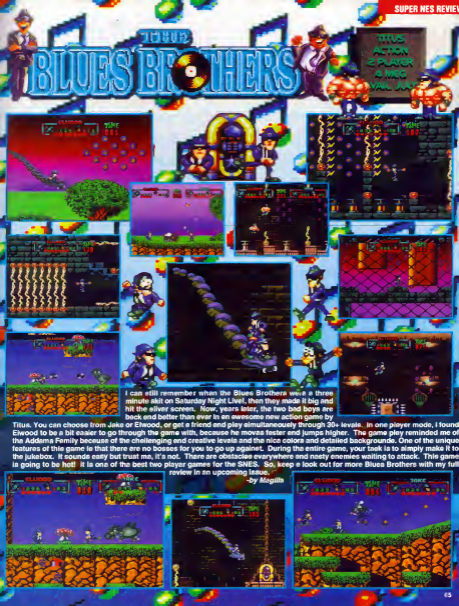 SUPER NES REVIEW
TITUS
BLUES BROTHERS
TITUS
ACTION
2 PLAYER
4 MEG
I can still remember when the Blues Brothers were a three
minute skit on Saturday Night Live!, then they made it big and
hit the silver screen. Now, years later, the two bad boys are
back and better than ever in an awesome new action game by
Titus. You can choose from Jake or Elwood, or get a friend and play simultaneously through 30+ levels. In one player mode, I found
Elwood to be a bit easier to go through the game with, because he moves faster and jumps higher. The game play reminded me of
the Addams Family because of the challenging and creative levels and the nice colors and detailed backgrounds. One of the unique
features of this game is that there are no bosses for you to go up against. During the entire game, your task is to simply make it to
the jukebox. It sounds easy but trust me, it's not. There are obstacles everywhere and nasty enemies waiting to attack. This game
is going to be hot! It is one of the best two player games for the SNES. So, keep a look out for more Blues Brothers with my full
review in an upcoming issue.
-by Magilla
65